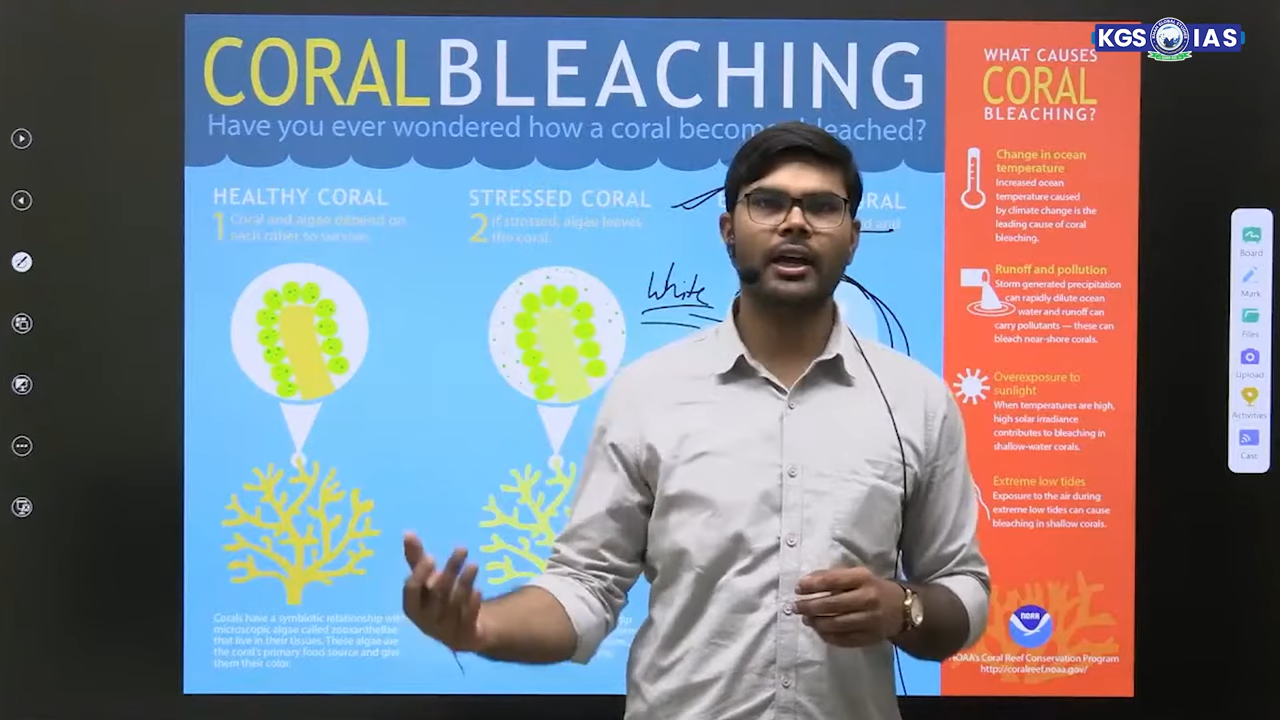 KGS IAS
CORAL BLEACHING
Have you ever wondered how a coral becomes bleached?
HEALTHY CORAL
1 Coral and algae depend on
each other to survive.
STRESSED CORAL
2 If stressed, algae leaves
the coral.
CORAL
and
White
Corals have a symbiotic relationship with
microscopic algae called zooxanthellae
that live in their tissues. These algae are
the coral's primary food source and give
them their color.
WHAT CAUSES
CORAL
BLEACHING?
Change in ocean
temperature
Increased ocean
temperature caused
by climate change is the
leading cause of coral
bleaching.
Runoff and pollution
Storm generated precipitation
can rapidly dilute ocean
water and runoff can
carry pollutants — these can
bleach near-shore corals.
Overexposure to
sunlight
When temperatures are high,
high solar irradiance
contributes to bleaching in
shallow-water corals.
Extreme low tides
Exposure to the air during
extreme low tides can cause
bleaching in shallow corals.
NOAA
NOAA's Coral Reef Conservation Program
http://coralreef.noaa.gov/
Board
Mark
Files
Upload
Activities
Cast